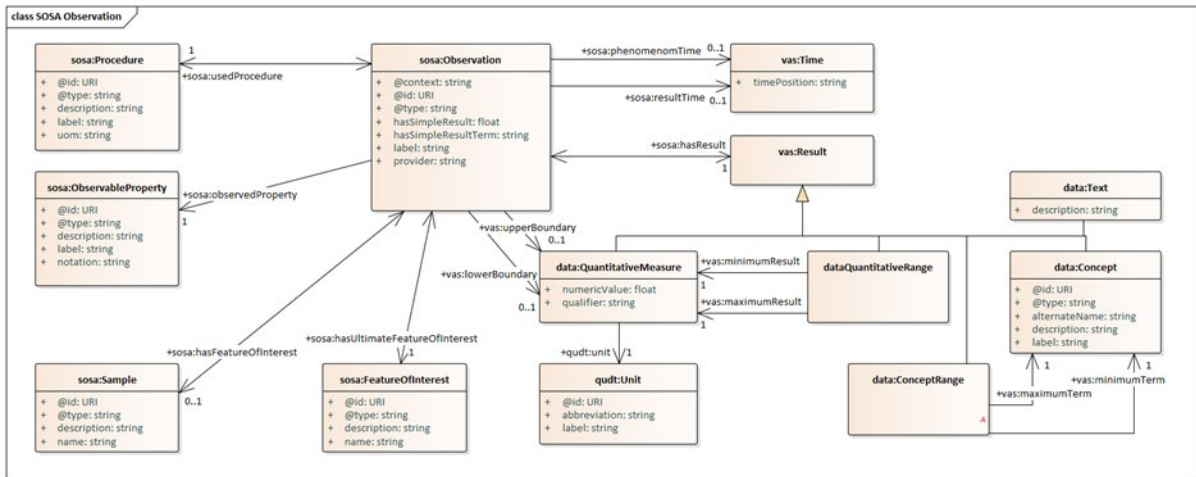 class SOSA Observation
sosa:Procedure
+ @id: URI
+ @type: string
+ description: string
+ label: string
+ uom: string
1
+sosa:usedProcedure
sosa:Observation
+ @context: string
+ @id: URI
+ @type: string
+ hasSimpleResult: float
+ hasSimpleResultTerm: string
+ label: string
+ provider: string
+sosa:phenomenomTime
0..1
+sosa:resultTime
0..1
vas:Time
+ timePosition: string
+sosa:hasResult
1
vas:Result
sosa:ObservableProperty
+ @id: URI
+ @type: string
+ description: string
+ label: string
+ notation: string
+sosa:observedProperty
1
data:Text
+ description: string
+vas:upperBoundary
0..1
+vas:lowerBoundary
0..1
data:QuantitativeMeasure
+ numericValue: float
+ qualifier: string
+vas:minimumResult
1
+vas:maximumResult
1
dataQuantitativeRange
data:Concept
+ @id: URI
+ @type: string
+ alternateName: string
+ description: string
+ label: string
+sosa:hasFeatureOfInterest
0..1
+sosa:hasUltimateFeatureOfInterest
1
+qudt:unit
1
sosa:Sample
+ @id: URI
+ @type: string
+ description: string
+ name: string
sosa:FeatureOfInterest
+ @id: URI
+ @type: string
+ description: string
+ name: string
qudt:Unit
+ @id: URI
+ abbreviation: string
+ label: string
data:ConceptRange
A
1
+vas:maximumTerm
1
+vas:minimumTerm